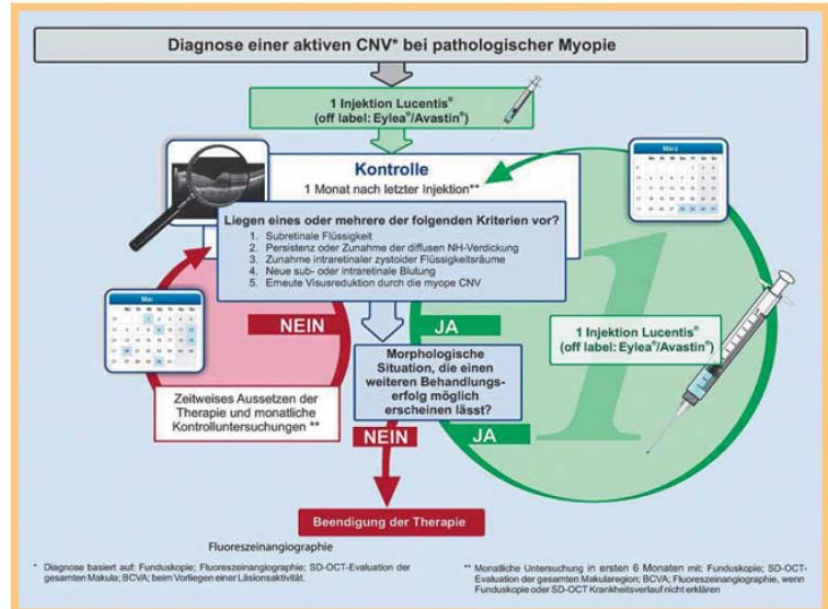 Diagnose einer aktiven CNV* bei pathologischer Myopie
1 Injektion Lucentis®
(off label: Eylea®/Avastin®)
Kontrolle
1 Monat nach letzter Injektion**
Liegen eines oder mehrere der folgenden Kriterien vor?
1. Subretinale Flüssigkeit
2. Persistenz oder Zunahme der diffusen NH-Verdickung
3. Zunahme intraretinaler zystoider Flüssigkeitsräume
4. Neue sub- oder intraretinale Blutung
5. Erneute Visusreduktion durch die myope CNV
März
Mai
NEIN
JA
1
1 Injektion Lucentis®
(off label: Eylea®/Avastin®)
Morphologische
Situation, die einen
weiteren Behandlungs-
erfolg möglich
erscheinen lässt?
Zeitweises Aussetzen der
Therapie und monatliche
Kontrolluntersuchungen **
NEIN
JA
Beendigung der Therapie
Fluoreszeinangiographie
* Diagnose basiert auf: Funduskopie; Fluoreszeinangiographie; SD-OCT-Evaluation der
gesamten Makula; BCVA; beim Vorliegen einer Läsionsaktivität.
** Monatliche Untersuchung in ersten 6 Monaten mit: Funduskopie; SD-OCT-
Evaluation der gesamten Makularegion; BCVA; Fluoreszeinangiographie, wenn
Funduskopie oder SD-OCT Krankheitsverlauf nicht erklären